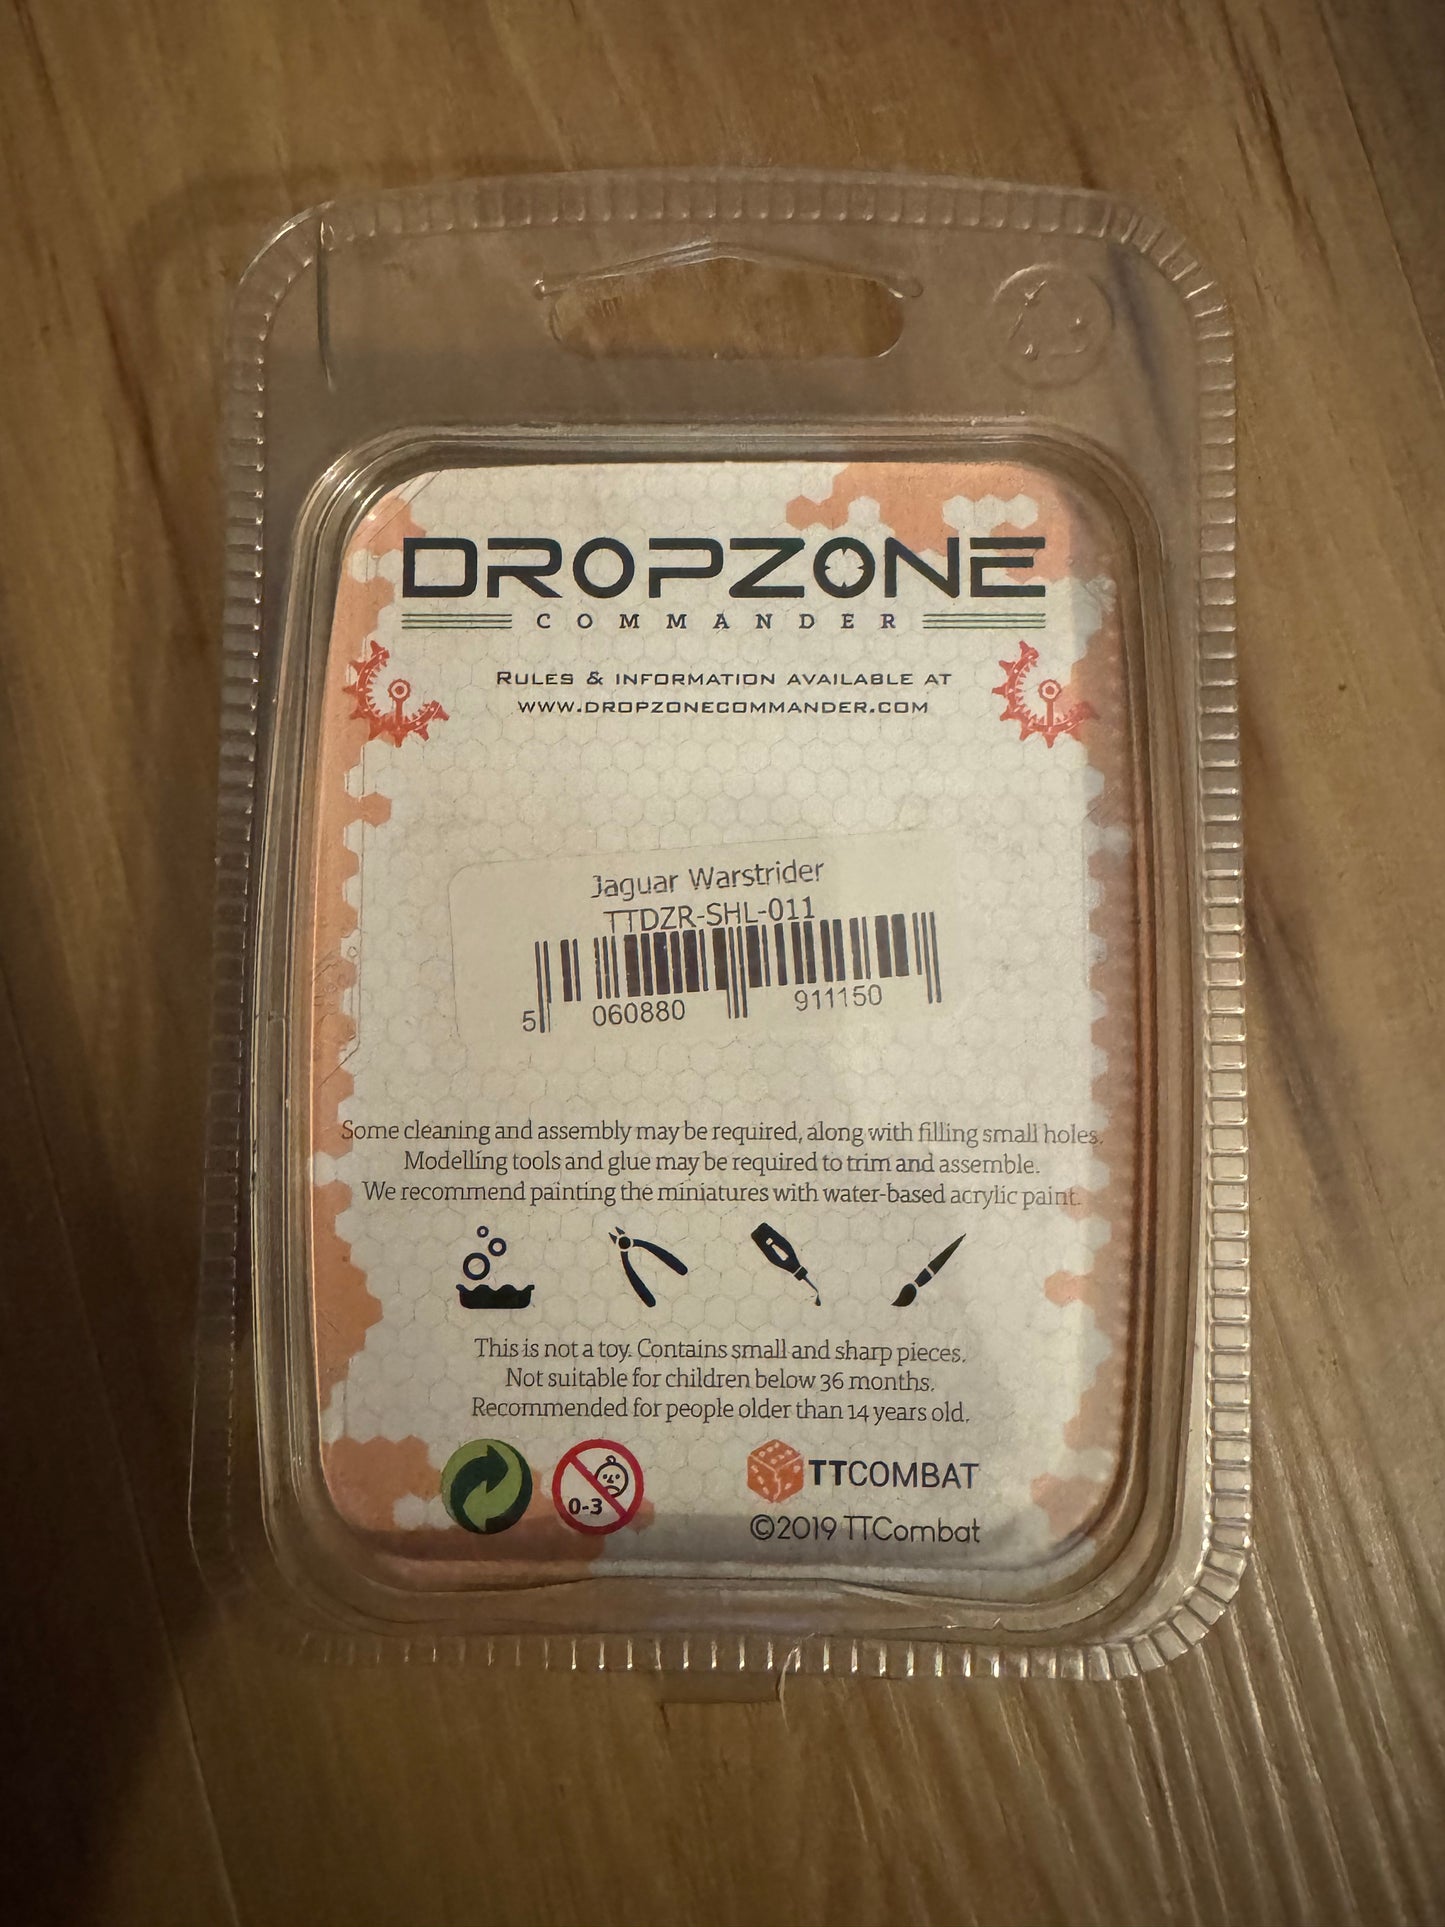 DROPZONE
COMMANDER
RULES & INFORMATION AVAILABLE AT
WWW.DROPZONECOMMANDER.COM
Jaguar Warstrider
TTDZR-SHL-011
5 060880 911150
Some cleaning and assembly may be required, along with filling small holes.
Modelling tools and glue may be required to trim and assemble.
We recommend painting the miniatures with water-based acrylic paint.
This is not a toy. Contains small and sharp pieces.
Not suitable for children below 36 months.
Recommended for people older than 14 years old.
0-3
TTCOMBAT
©2019 TTCombat